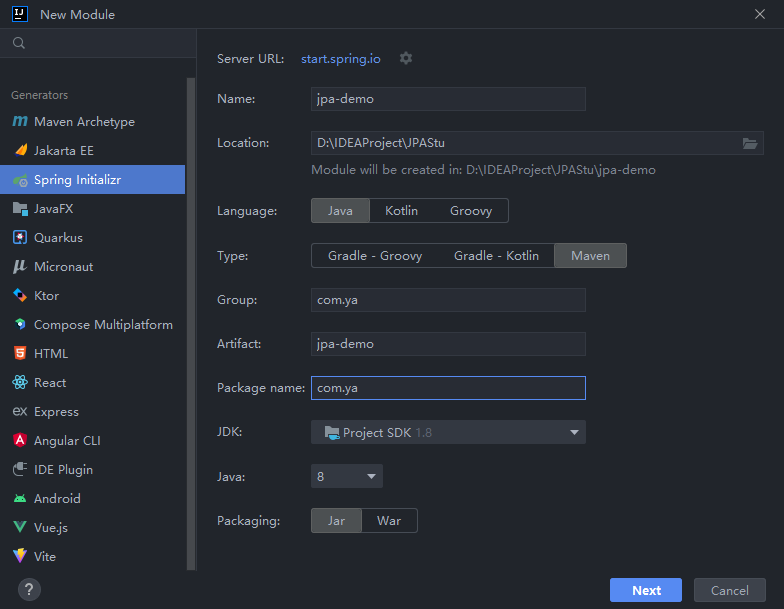 New Module
Generators
Maven Archetype
Jakarta EE
Spring Initializr
JavaFX
Quarkus
Micronaut
Ktor
Compose Multiplatform
HTML
React
Express
Angular CLI
IDE Plugin
Android
Vue.js
Vite
Server URL: start.spring.io
Name: jpa-demo
Location: D:\IDEAProject\JPAStu
Module will be created in: D:\IDEAProject\JPAStu\jpa-demo
Language: Java Kotlin Groovy
Type: Gradle - Groovy Gradle - Kotlin Maven
Group: com.ya
Artifact: jpa-demo
Package name: com.ya
JDK: Project SDK 1.8
Java: 8
Packaging: Jar War
? Next Cancel